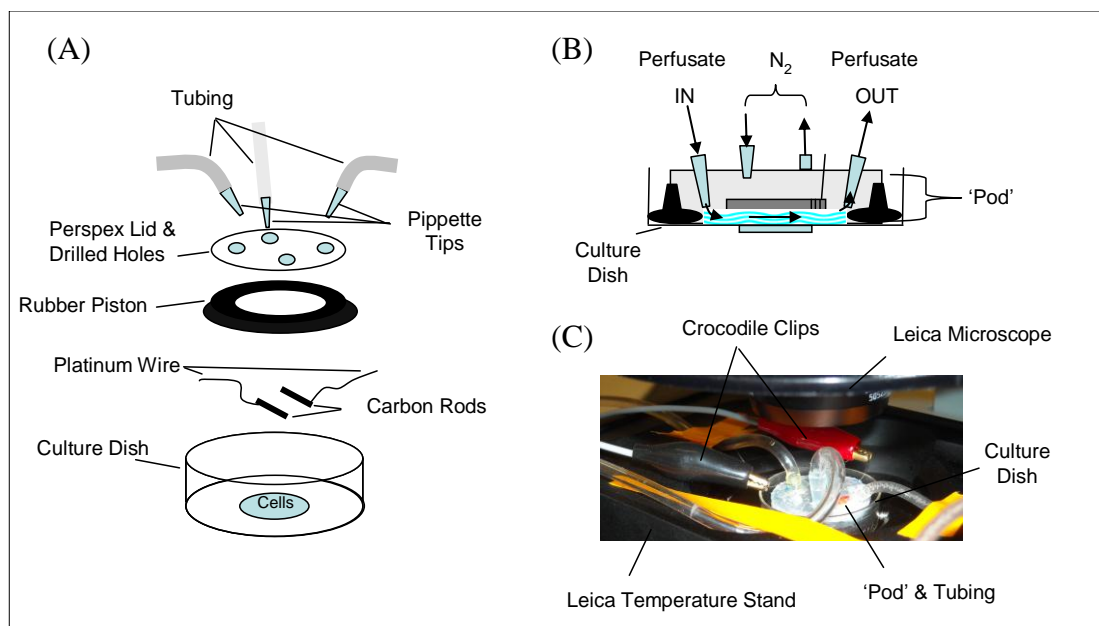 (A)
Tubing
Perspex Lid &
Drilled Holes
Pippette
Tips
Rubber Piston
Platinum Wire
Carbon Rods
Culture Dish
Cells
(B)
Perfusate
IN
N2
Perfusate
OUT
'Pod'
Culture
Dish
(C)
Crocodile Clips
Leica Microscope
Culture
Dish
Leica Temperature Stand
'Pod' & Tubing